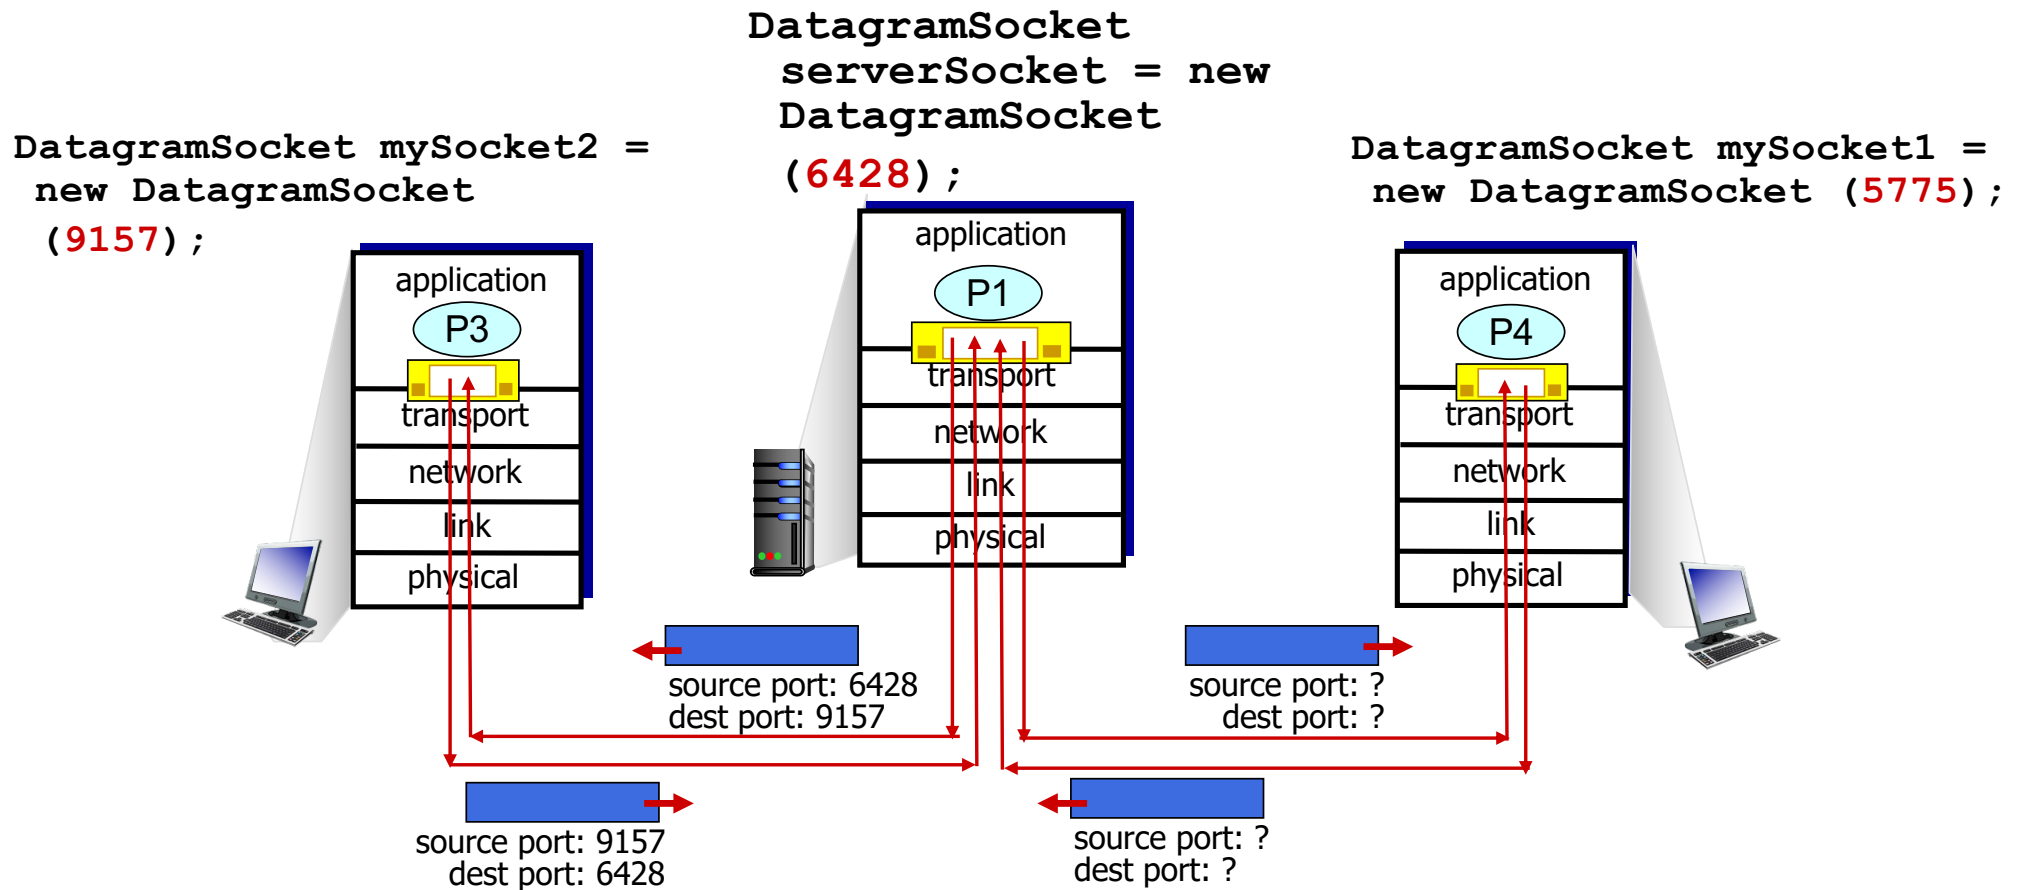 DatagramSocket
serverSocket = new
DatagramSocket
(6428);
DatagramSocket mySocket2 =
new DatagramSocket
(9157);
DatagramSocket mySocket1 =
new DatagramSocket (5775);
application
P3
transport
network
link
physical
application
P1
transport
network
link
physical
application
P4
transport
network
link
physical
source port: 6428
dest port: 9157
source port: ?
dest port: ?
source port: 9157
dest port: 6428
source port: ?
dest port: ?